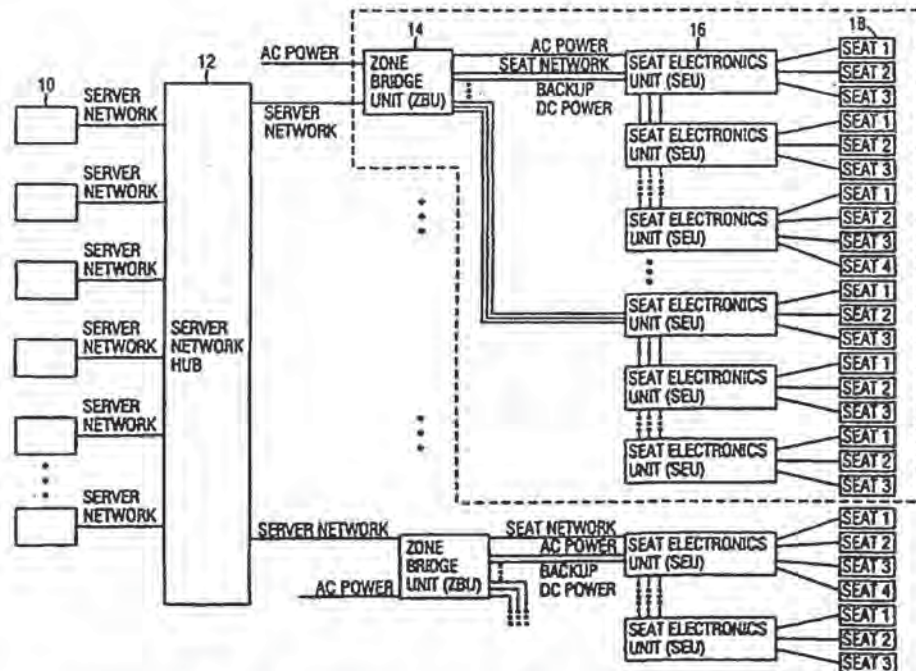 10
SERVER
NETWORK
SERVER
NETWORK
SERVER
NETWORK
SERVER
NETWORK
SERVER
NETWORK
SERVER
NETWORK
12
SERVER
NETWORK
HUB
AC POWER
SERVER
NETWORK
14
ZONE
BRIDGE
UNIT (ZBU)
AC POWER
SEAT NETWORK
BACKUP
DC POWER
16
18
SEAT ELECTRONICS
UNIT (SEU)
SEAT 1
SEAT 2
SEAT 3
SEAT ELECTRONICS
UNIT (SEU)
SEAT 1
SEAT 2
SEAT 3
SEAT ELECTRONICS
UNIT (SEU)
SEAT 1
SEAT 2
SEAT 3
SEAT 4
SEAT ELECTRONICS
UNIT (SEU)
SEAT 1
SEAT 2
SEAT 3
SEAT ELECTRONICS
UNIT (SEU)
SEAT 1
SEAT 2
SEAT 3
SEAT ELECTRONICS
UNIT (SEU)
SEAT 1
SEAT 2
SEAT 3
SERVER NETWORK
AC POWER
ZONE
BRIDGE
UNIT (ZBU)
SEAT NETWORK
AC POWER
BACKUP
DC POWER
SEAT ELECTRONICS
UNIT (SEU)
SEAT 1
SEAT 2
SEAT 3
SEAT 4
SEAT ELECTRONICS
UNIT (SEU)
SEAT 1
SEAT 2
SEAT 3